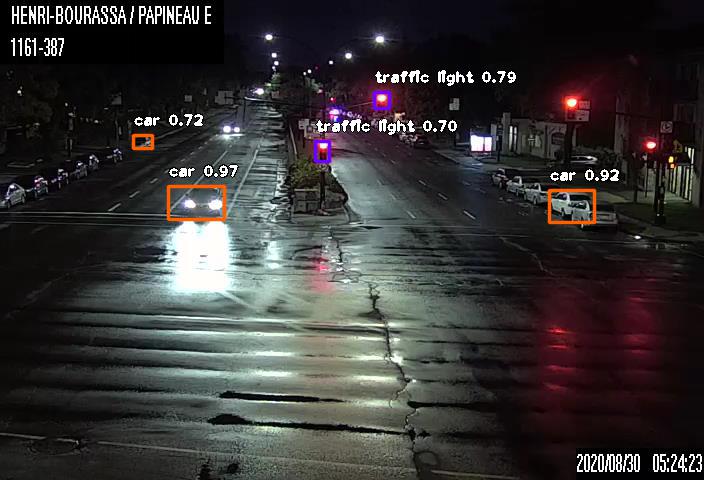 HENRI-BOURASSA / PAPINEAU E
1161-387
traffic light 0.79
car 0.72
traffic light 0.70
car 0.97
car 0.92
2020/08/30 05:24:23